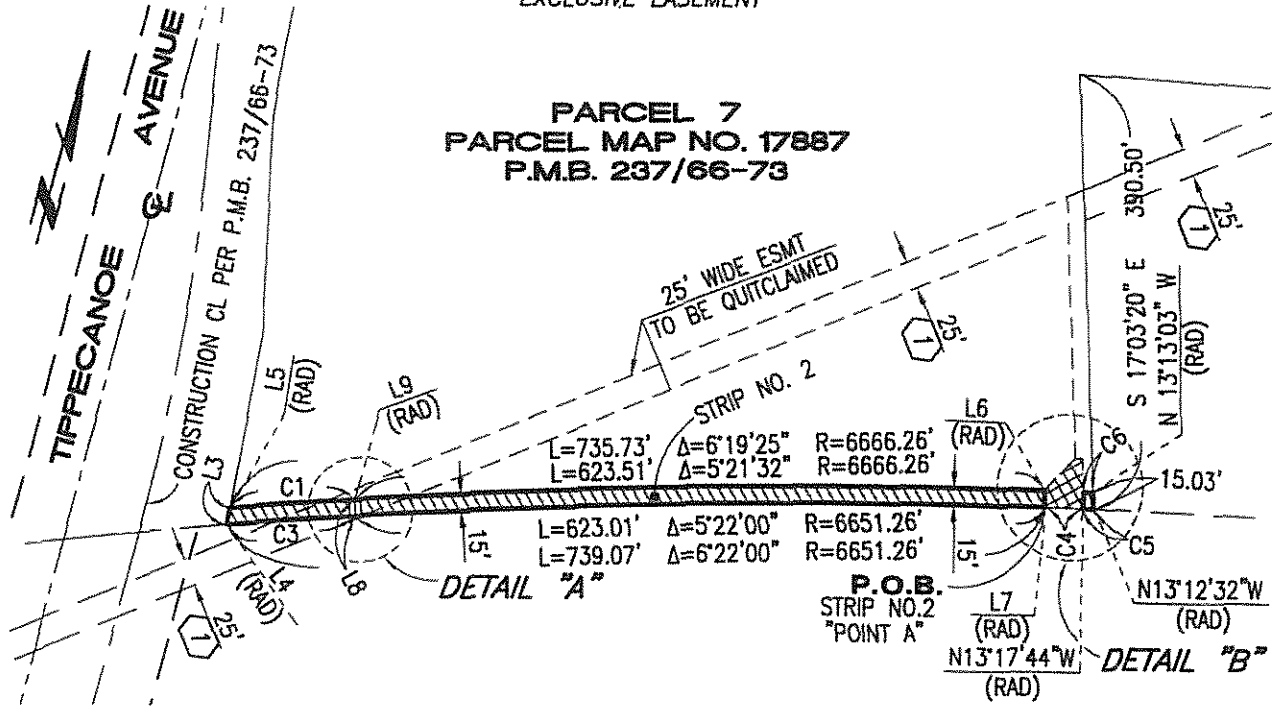 EXCLUSIVE EASEMENT
TIPPECANOE ℄ AVENUE
CONSTRUCTION CL PER P.M.B. 237/66-73
PARCEL 7
PARCEL MAP NO. 17887
P.M.B. 237/66-73
25' WIDE ESMT
TO BE QUITCLAIMED
25'
1
25'
1
S 17°03'20" E 390.50'
N 13°13'03" W
(RAD)
L5
(RAD)
L9
(RAD)
STRIP NO. 2
L6
(RAD)
L3
C1
C3
L=735.73' Δ=6°19'25" R=6666.26'
L=623.51' Δ=5°21'32" R=6666.26'
C6
15.03'
L=623.01' Δ=5°22'00" R=6651.26'
L=739.07' Δ=6°22'00" R=6651.26'
15'
15'
L4
(RAD)
L8
25'
1
DETAIL "A"
P.O.B.
STRIP NO.2
"POINT A"
C4
C5
L7
(RAD)
N13°12'32"W
(RAD)
N13°17'44"W
(RAD)
DETAIL "B"